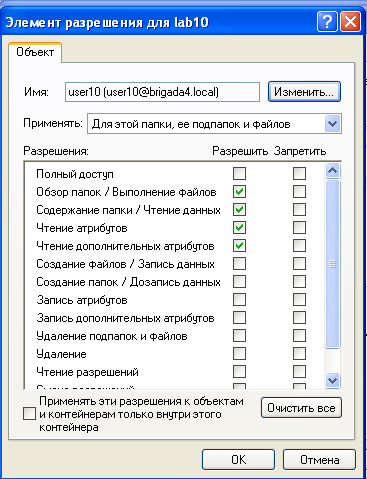 Элемент разрешения для lab10
Объект
Имя: user10 (user10@brigada4.local) Изменить...
Применять: Для этой папки, ее подпапок и файлов
Разрешения: Разрешить Запретить
Полный доступ
Обзор папок / Выполнение файлов
Содержание папки / Чтение данных
Чтение атрибутов
Чтение дополнительных атрибутов
Создание файлов / Запись данных
Создание папок / Дозапись данных
Запись атрибутов
Запись дополнительных атрибутов
Удаление подпапок и файлов
Удаление
Чтение разрешений
Применять эти разрешения к объектам
и контейнерам только внутри этого
контейнера
Очистить все
OK Отмена